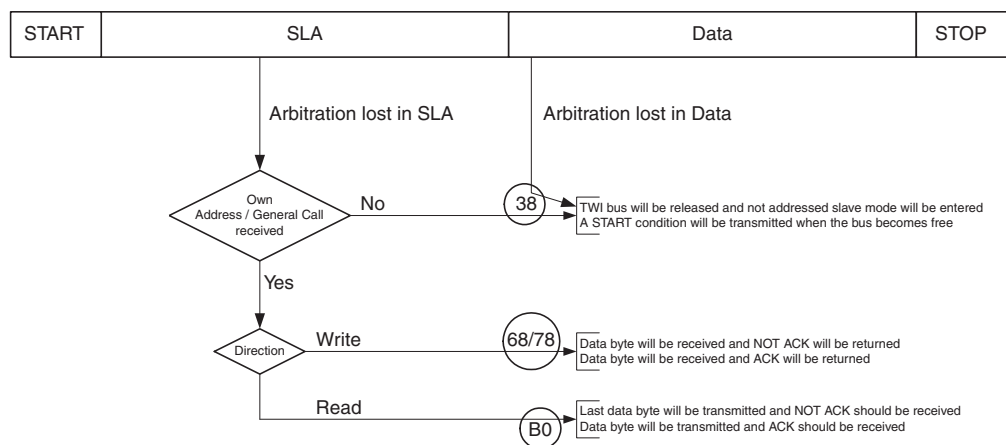 START
SLA
Data
STOP
Arbitration lost in SLA
Arbitration lost in Data
Own
Address / General Call
received
No
38
TWI bus will be released and not addressed slave mode will be entered
A START condition will be transmitted when the bus becomes free
Yes
Direction
Write
68/78
Data byte will be received and NOT ACK will be returned
Data byte will be received and ACK will be returned
Read
B0
Last data byte will be transmitted and NOT ACK should be received
Data byte will be transmitted and ACK should be received